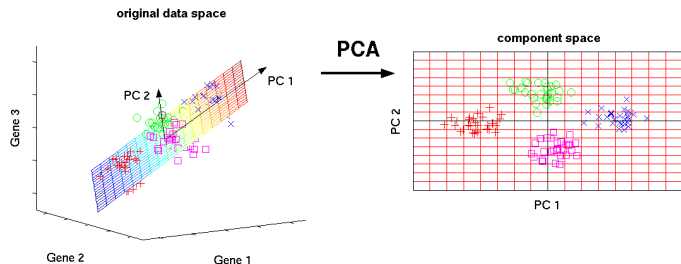 original data space
PCA
component space
PC 1
PC 2
Gene 3
Gene 2
Gene 1
PC 2
PC 1